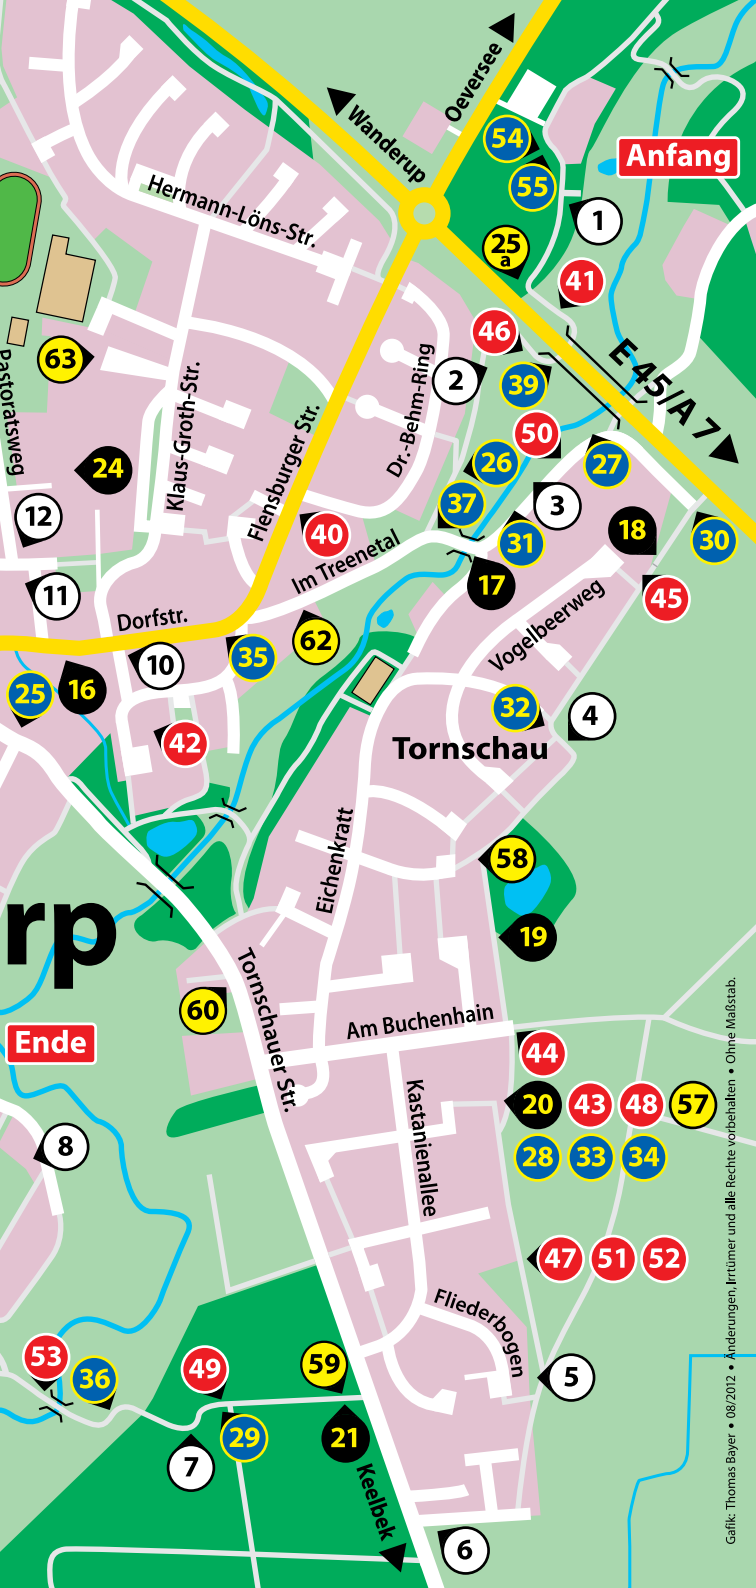 Oeversee
Wanderup
54
Anfang
55
Hermann-Löns-Str.
1
25
a
41
46
E 45/A 7
63
2
39
Pastoratsweg
Klaus-Groth-Str.
Dr.-Behm-Ring
Flensburger Str.
50
24
26
27
37
3
12
40
31
18
30
Im Treenetal
17
11
45
Dorfstr.
Vogelbeerweg
62
10
35
25
16
32
4
42
Tornschau
Eichenkratt
58
rp
19
Tornschauer Str.
60
Am Buchenhain
Ende
44
Kastanienallee
20
43
48
57
8
28
33
34
47
51
52
Fliederbogen
53
36
49
59
5
29
21
7
Keelbek
6
Gafik: Thomas Bayer • 08/2012 • Änderungen, Irrtümer und alle Rechte vorbehalten • Ohne Maßstab.